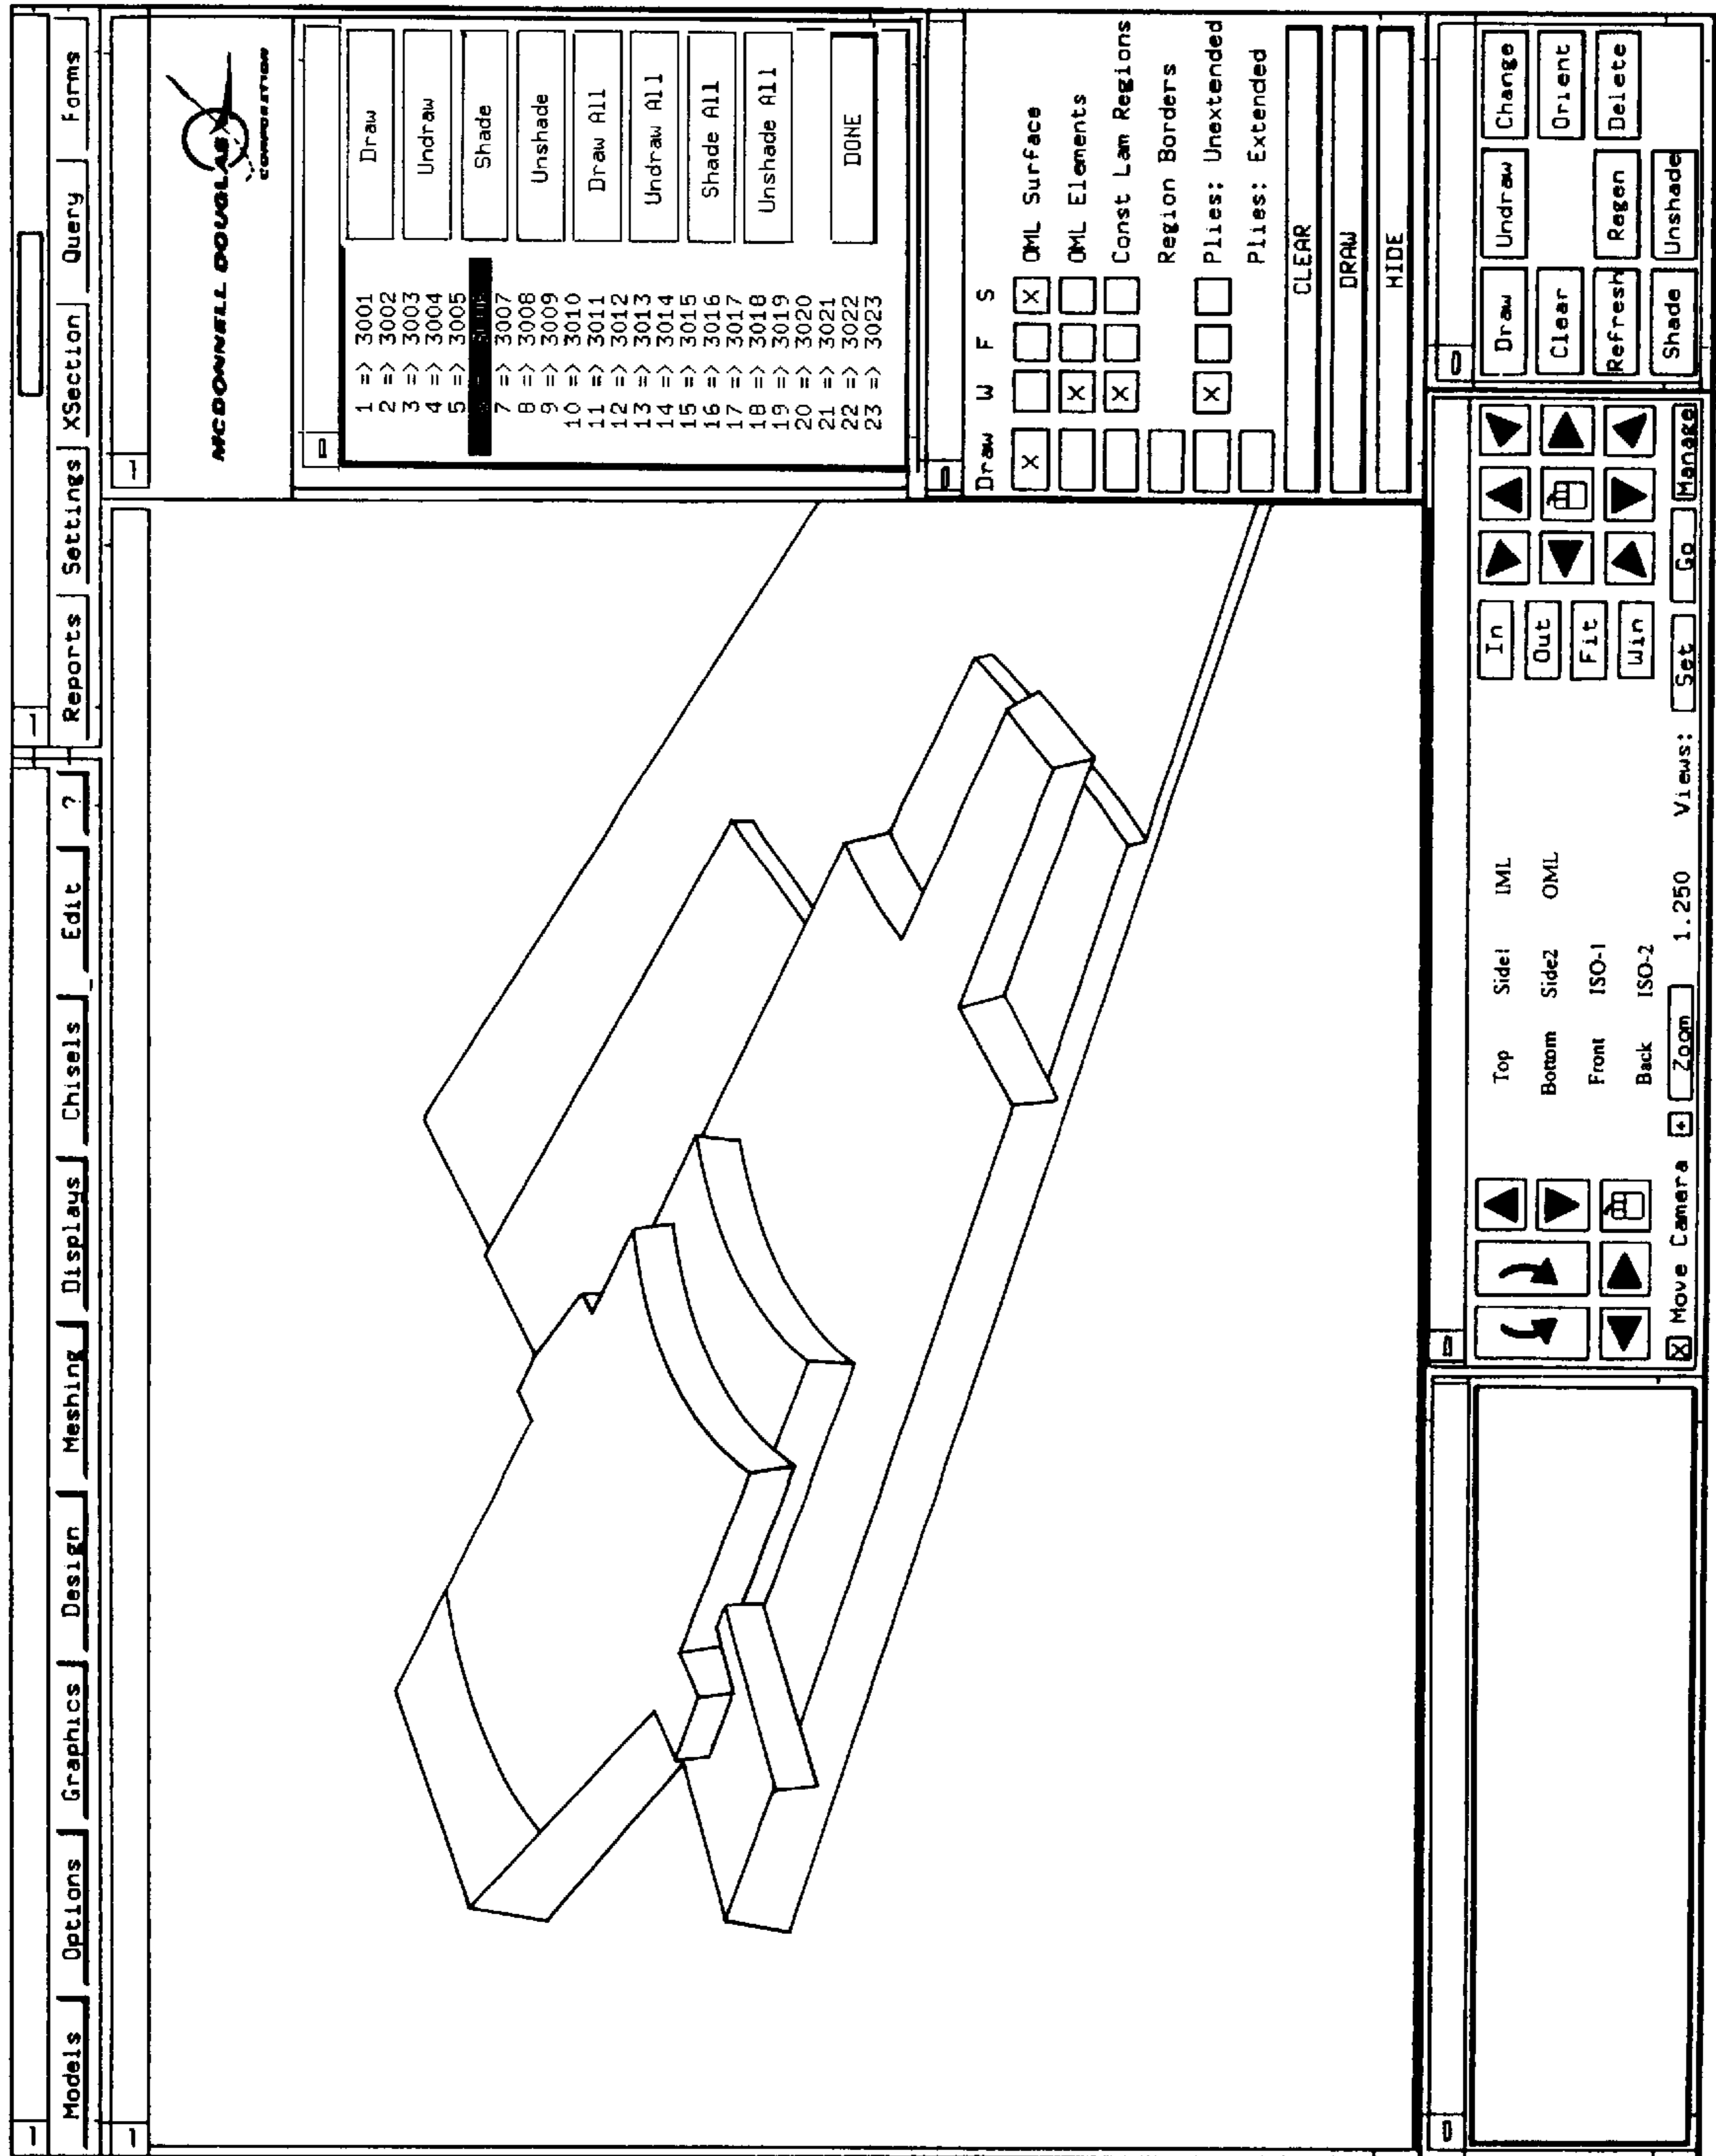 Models Options Graphics Design Meshing Displays Chisels Edit ?
Reports Settings XSection Query Forms
MCDONNELL DOUGLAS
1 => 3001
2 => 3002
3 => 3003
4 => 3004
5 => 3005
7 => 3007
8 => 3008
9 => 3009
10 => 3010
11 => 3011
12 => 3012
13 => 3013
14 => 3014
15 => 3015
16 => 3016
17 => 3017
18 => 3018
19 => 3019
20 => 3020
21 => 3021
22 => 3022
23 => 3023
Draw
Undraw
Shade
Unshade
Draw All
Undraw All
Shade All
Unshade All
DONE
Draw W F S
X X OML Surface
X OML Elements
X Const Lam Regions
Region Borders
X Plies: Unextended
Plies: Extended
CLEAR
DRAW
HIDE
Top Side1 IML In
Bottom Side2 OML Out
Front ISO-1 Fit
Back ISO-2 Win
X Move Camera + Zoom 1.250 Views: Set Go Manage
Draw Undraw Change
Clear Orient
Refresh Regen Delete
Shade Unshade